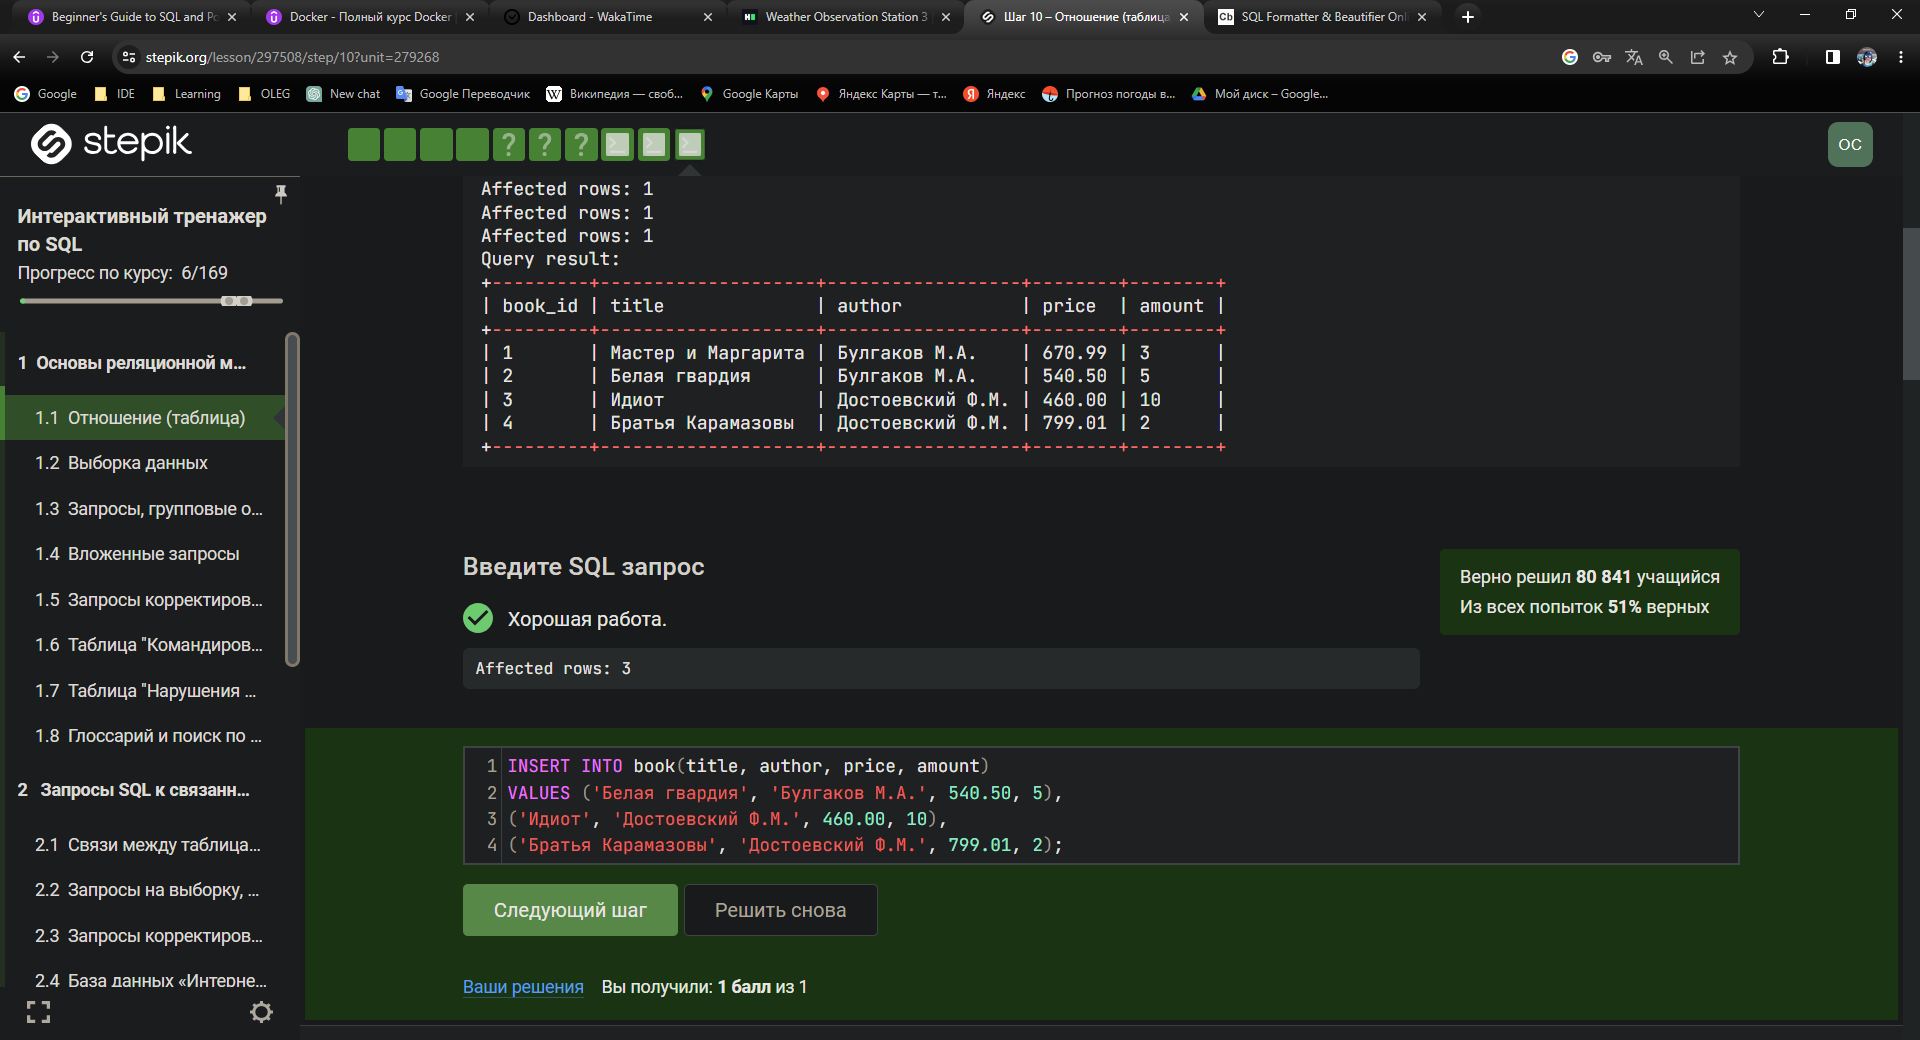 Beginner's Guide to SQL and Po
Docker - Полный курс Docker
Dashboard - WakaTime
Weather Observation Station 3
Шаг 10 – Отношение (таблица
SQL Formatter & Beautifier Onli
stepik.org/lesson/297508/step/10?unit=279268
Google
IDE
Learning
OLEG
New chat
Google Переводчик
Википедия — своб...
Google Карты
Яндекс Карты — т...
Яндекс
Прогноз погоды в...
Мой диск – Google...
stepik
? ? ?
OC
Интерактивный тренажер
по SQL
Прогресс по курсу: 6/169
1 Основы реляционной м...
1.1 Отношение (таблица)
1.2 Выборка данных
1.3 Запросы, групповые о...
1.4 Вложенные запросы
1.5 Запросы корректиров...
1.6 Таблица "Командиров...
1.7 Таблица "Нарушения ...
1.8 Глоссарий и поиск по ...
2 Запросы SQL к связанн...
2.1 Связи между таблица...
2.2 Запросы на выборку, ...
2.3 Запросы корректиров...
2.4 База данных «Интерне...
Affected rows: 1
Affected rows: 1
Affected rows: 1
Query result:
+---------+--------------------+------------------+--------+--------+
| book_id | title | author | price | amount |
+---------+--------------------+------------------+--------+--------+
| 1 | Мастер и Маргарита | Булгаков М.А. | 670.99 | 3 |
| 2 | Белая гвардия | Булгаков М.А. | 540.50 | 5 |
| 3 | Идиот | Достоевский Ф.М. | 460.00 | 10 |
| 4 | Братья Карамазовы | Достоевский Ф.М. | 799.01 | 2 |
+---------+--------------------+------------------+--------+--------+
Введите SQL запрос
Хорошая работа.
Верно решил 80 841 учащийся
Из всех попыток 51% верных
Affected rows: 3
1 INSERT INTO book(title, author, price, amount)
2 VALUES ('Белая гвардия', 'Булгаков М.А.', 540.50, 5),
3 ('Идиот', 'Достоевский Ф.М.', 460.00, 10),
4 ('Братья Карамазовы', 'Достоевский Ф.М.', 799.01, 2);
Следующий шаг
Решить снова
Ваши решения Вы получили: 1 балл из 1